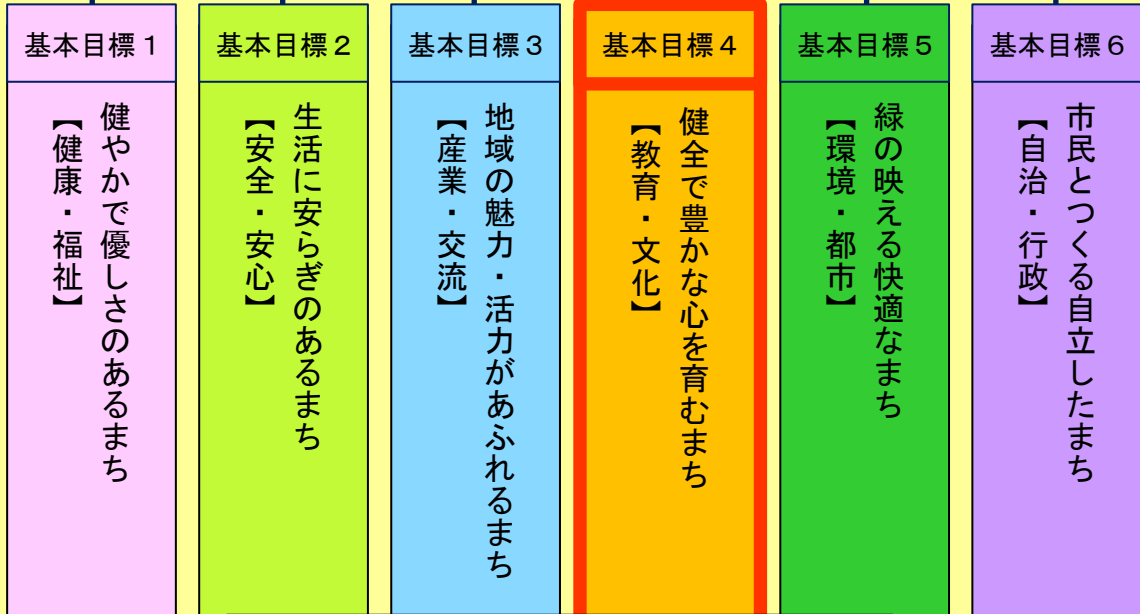 基本目標１
健やかで優しさのあるまち
【健康・福祉】
基本目標２
生活に安らぎのあるまち
【安全・安心】
基本目標３
地域の魅力・活力があふれるまち
【産業・交流】
基本目標４
健全で豊かな心を育むまち
【教育・文化】
基本目標５
緑の映える快適なまち
【環境・都市】
基本目標６
市民とつくる自立したまち
【自治・行政】